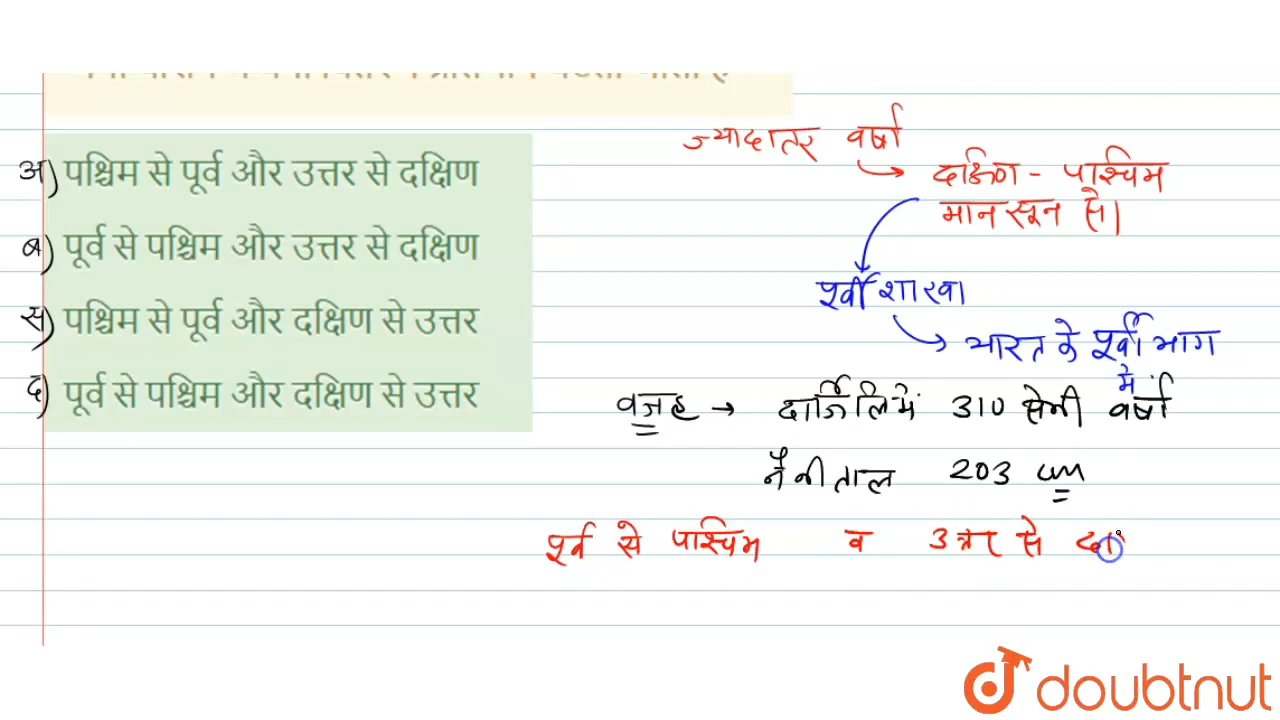 अ) पश्चिम से पूर्व और उत्तर से दक्षिण
ब) पूर्व से पश्चिम और उत्तर से दक्षिण
स) पश्चिम से पूर्व और दक्षिण से उत्तर
द) पूर्व से पश्चिम और दक्षिण से उत्तर
ज्यादातर वर्षा
दक्षिण - पश्चिम
मानसून से।
पूर्वी शाखा
भारत के पूर्वी भाग
में
वजह → दार्जिलिंमें 310 सेमी वर्षा
नैनीताल 203 cm
पूर्व से पश्चिम व उत्तर से
doubtnut